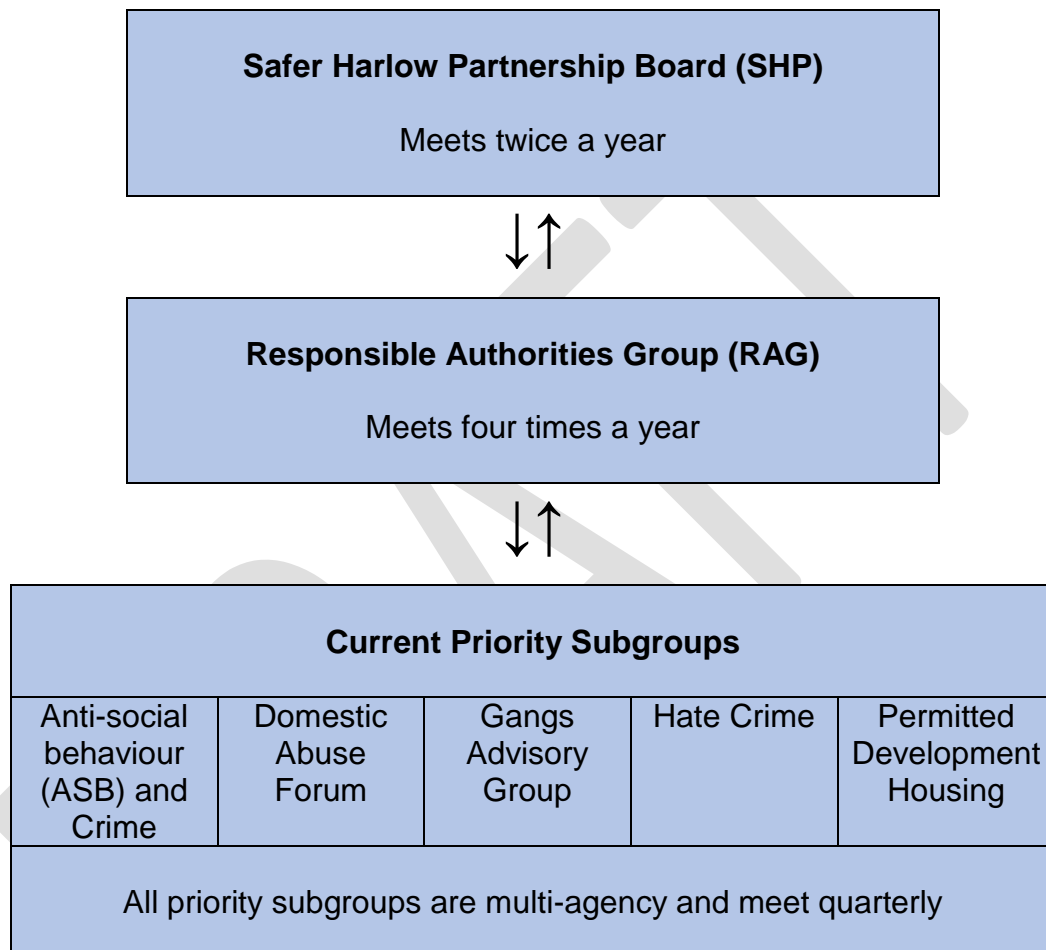 Safer Harlow Partnership Board (SHP)
Meets twice a year
↓↑
Responsible Authorities Group (RAG)
Meets four times a year
↓↑
Current Priority Subgroups
Anti-social
behaviour
(ASB) and
Crime
Domestic
Abuse
Forum
Gangs
Advisory
Group
Hate Crime
Permitted
Development
Housing
All priority subgroups are multi-agency and meet quarterly